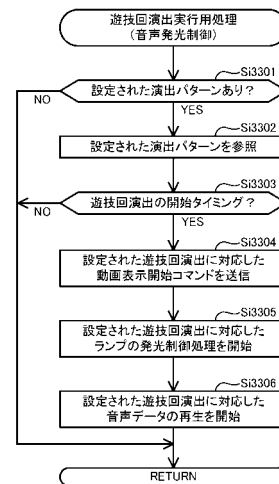 遊技回演出実行用処理
(音声発光制御)
Si3301
設定された演出パターンあり?
NO
YES
Si3302
設定された演出パターンを参照
Si3303
遊技回演出の開始タイミング?
NO
YES
Si3304
設定された遊技回演出に対応した
動画表示開始コマンドを送信
Si3305
設定された遊技回演出に対応した
ランプの発光制御処理を開始
Si3306
設定された遊技回演出に対応した
音声データの再生を開始
RETURN